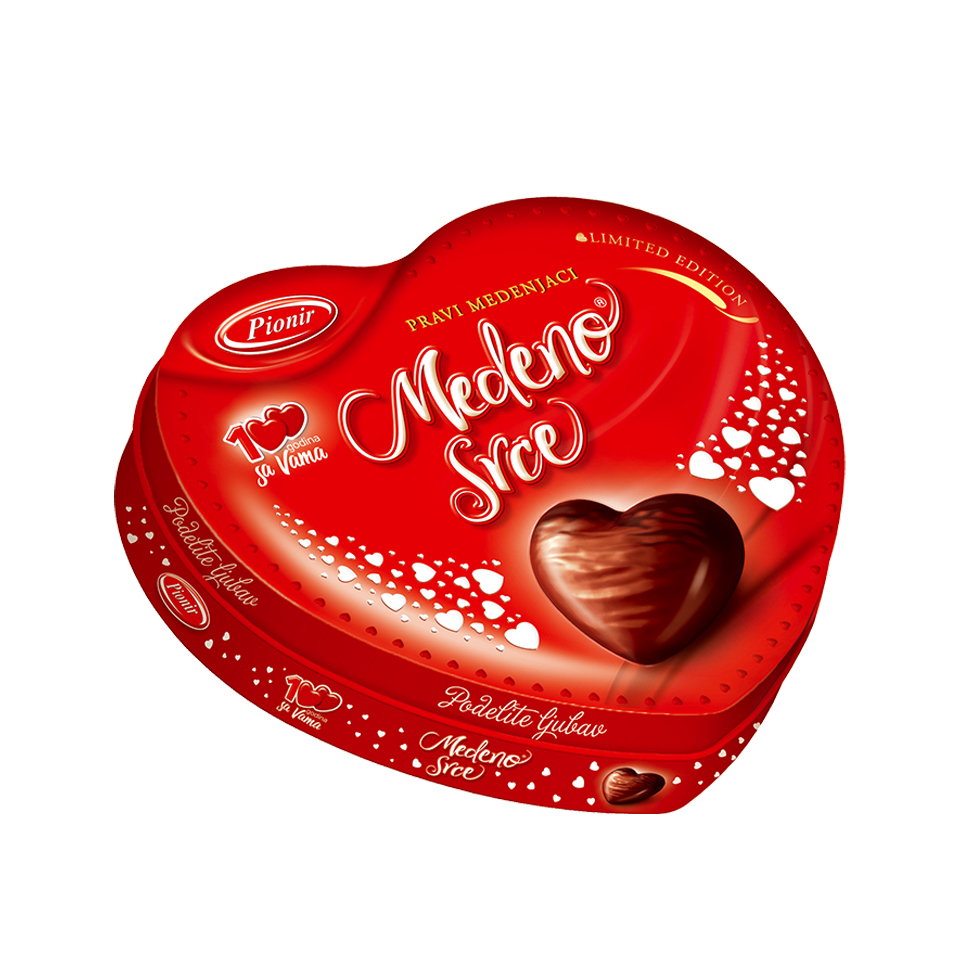 LIMITED EDITION
Pionir
PRAVI MEDENJACI
Medeno®
Srce
100
godina
sa Vama
Podelite ljubav
Pionir
100
godina
sa Vama
Podelite ljubav
Medeno
Srce